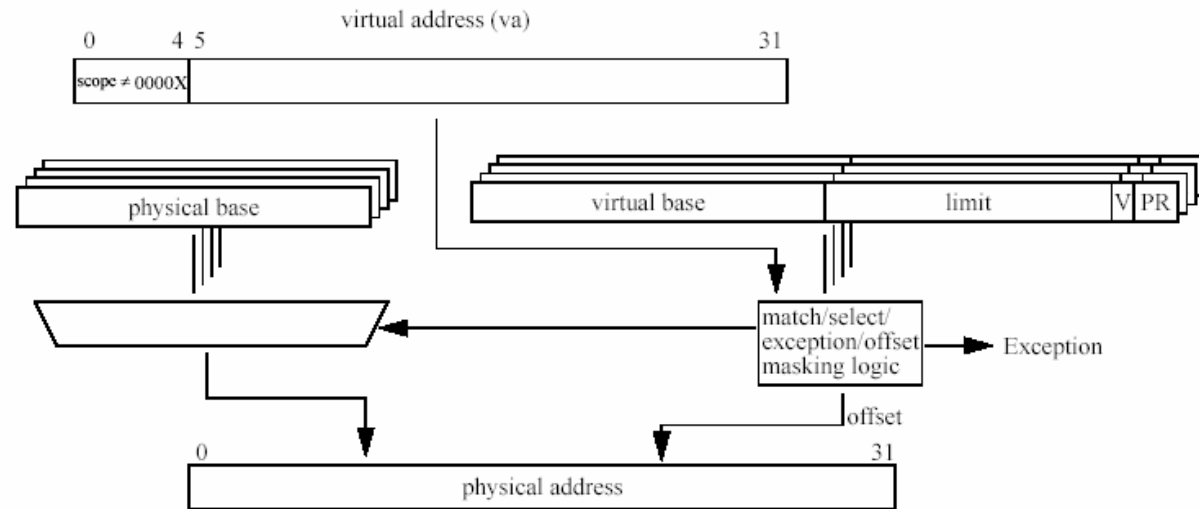 virtual address (va)
0 4 5 31
scope ≠ 0000X
physical base
virtual base limit V PR
match/select/
exception/offset
masking logic
Exception
offset
0 31
physical address